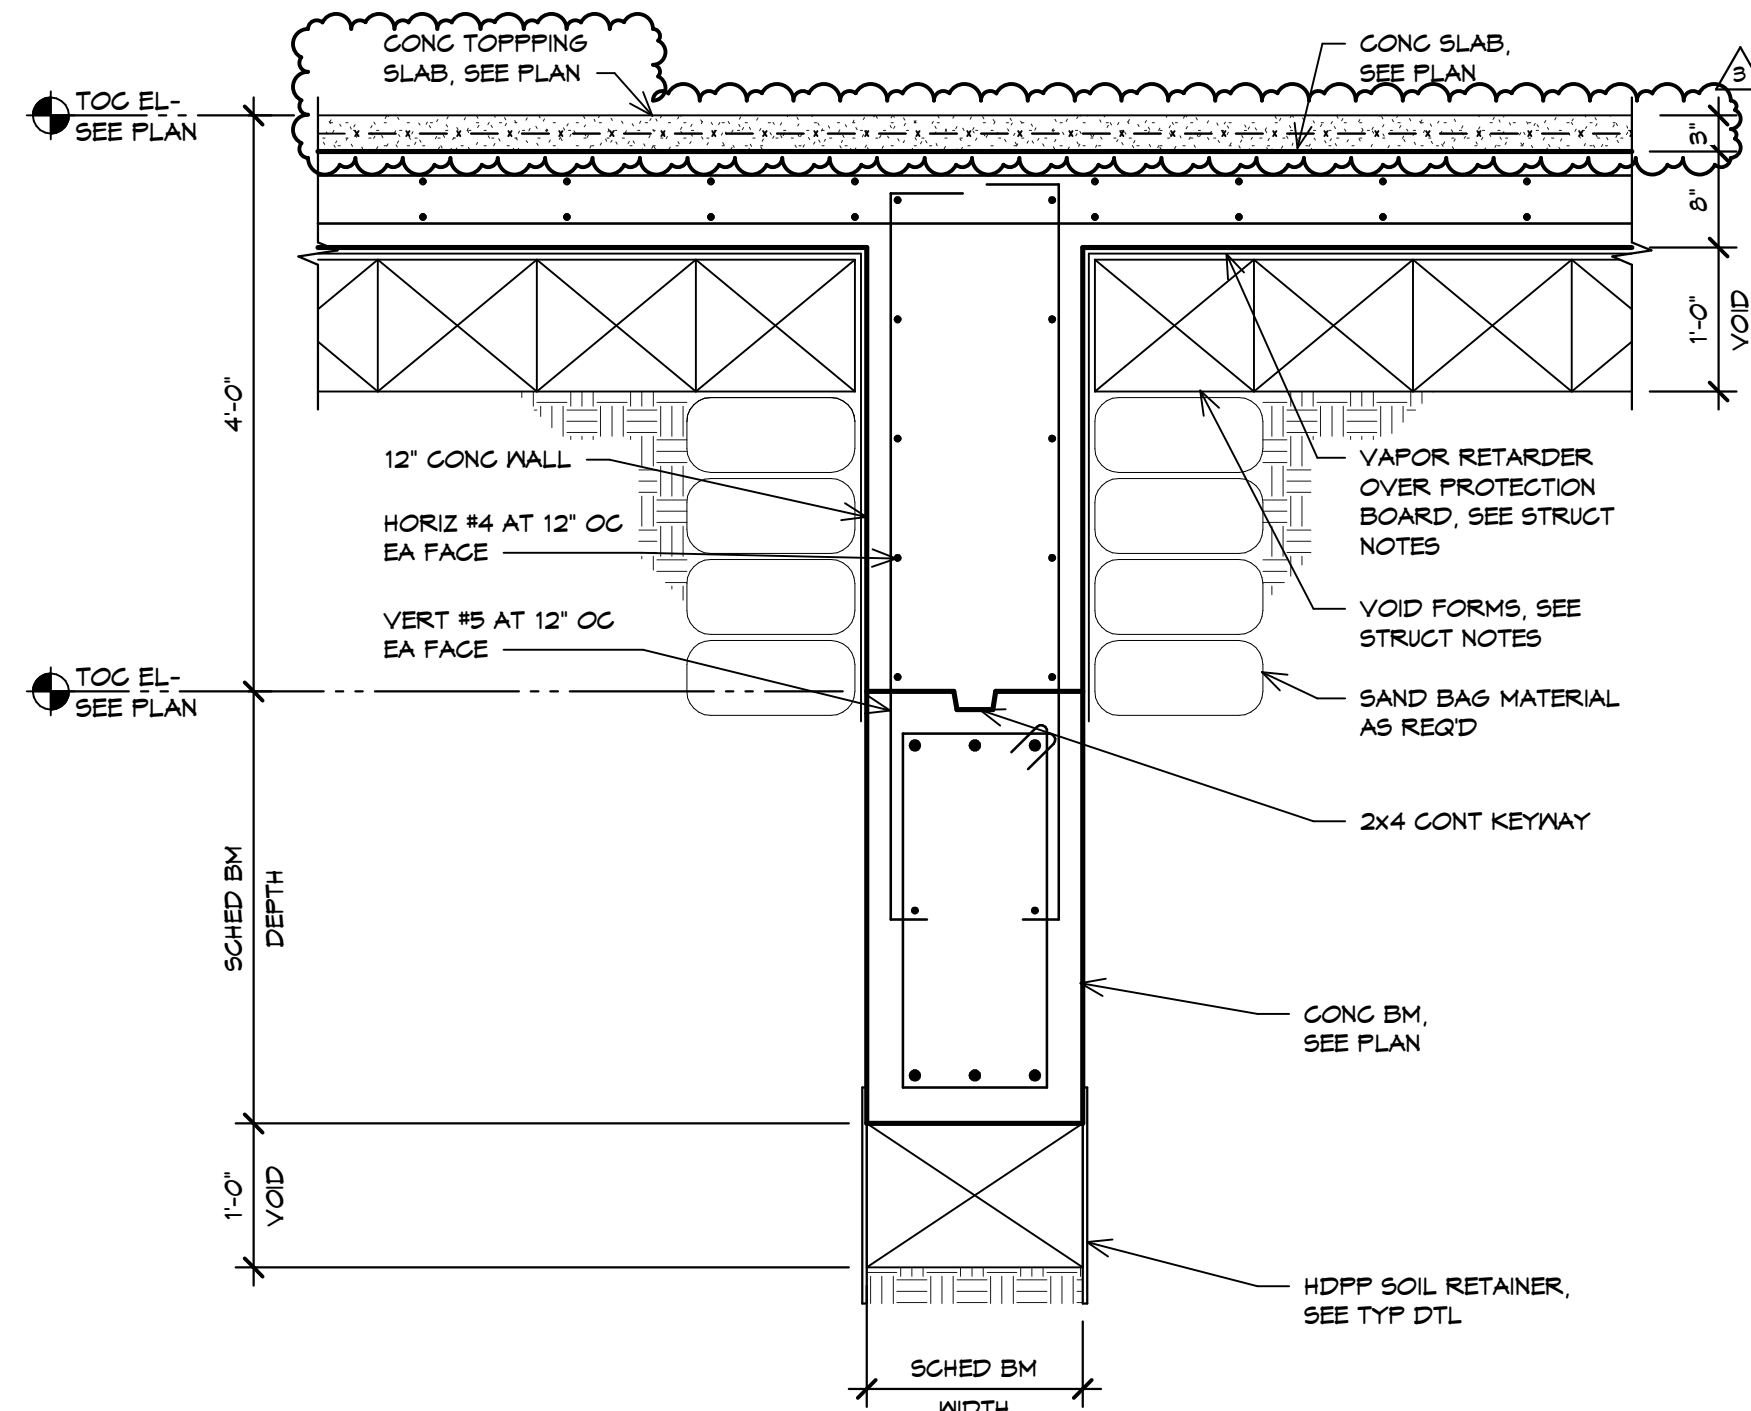 CONC TOPPPING
SLAB, SEE PLAN
CONC SLAB,
SEE PLAN
3
TOC EL-
SEE PLAN
3"
8"
1'-0"
VOID
4'-0"
12" CONC WALL
HORIZ #4 AT 12" OC
EA FACE
VERT #5 AT 12" OC
EA FACE
VAPOR RETARDER
OVER PROTECTION
BOARD, SEE STRUCT
NOTES
VOID FORMS, SEE
STRUCT NOTES
TOC EL-
SEE PLAN
SAND BAG MATERIAL
AS REQ'D
2x4 CONT KEYWAY
SCHED BM
DEPTH
CONC BM,
SEE PLAN
1'-0"
VOID
HDPP SOIL RETAINER,
SEE TYP DTL
SCHED BM
WIDTH